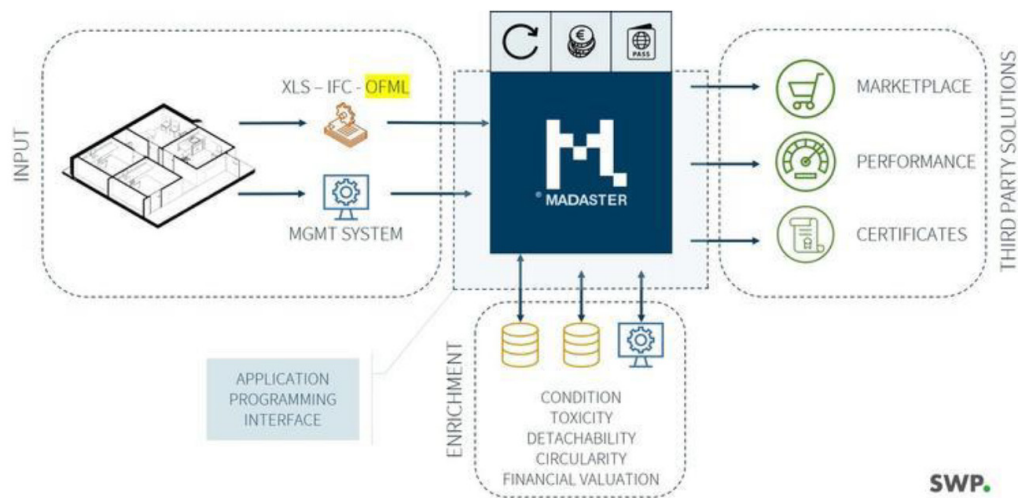 INPUT
XLS – IFC - OFML
MGMT SYSTEM
€
PASS
® MADASTER
MARKETPLACE
PERFORMANCE
CERTIFICATES
THIRD PARTY SOLUTIONS
APPLICATION
PROGRAMMING
INTERFACE
ENRICHMENT
CONDITION
TOXICITY
DETACHABILITY
CIRCULARITY
FINANCIAL VALUATION
SWP.